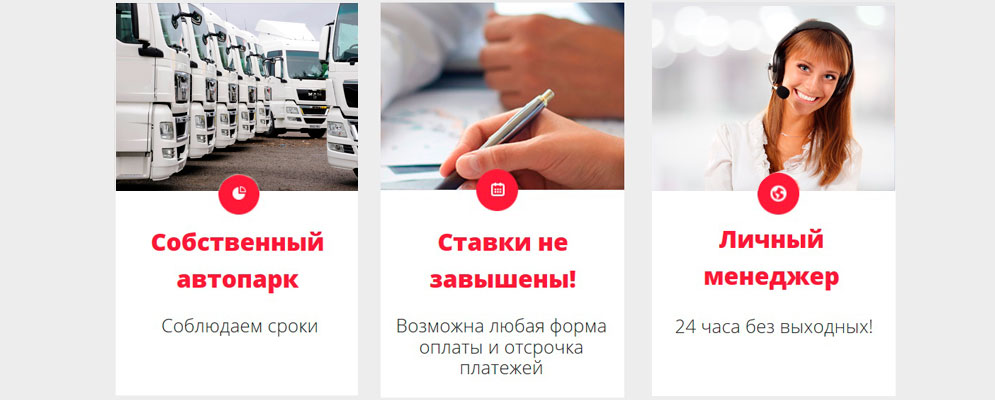 Собственный
автопарк
Соблюдаем сроки
Ставки не
завышены!
Возможна любая форма
оплаты и отсрочка
платежей
Личный
менеджер
24 часа без выходных!